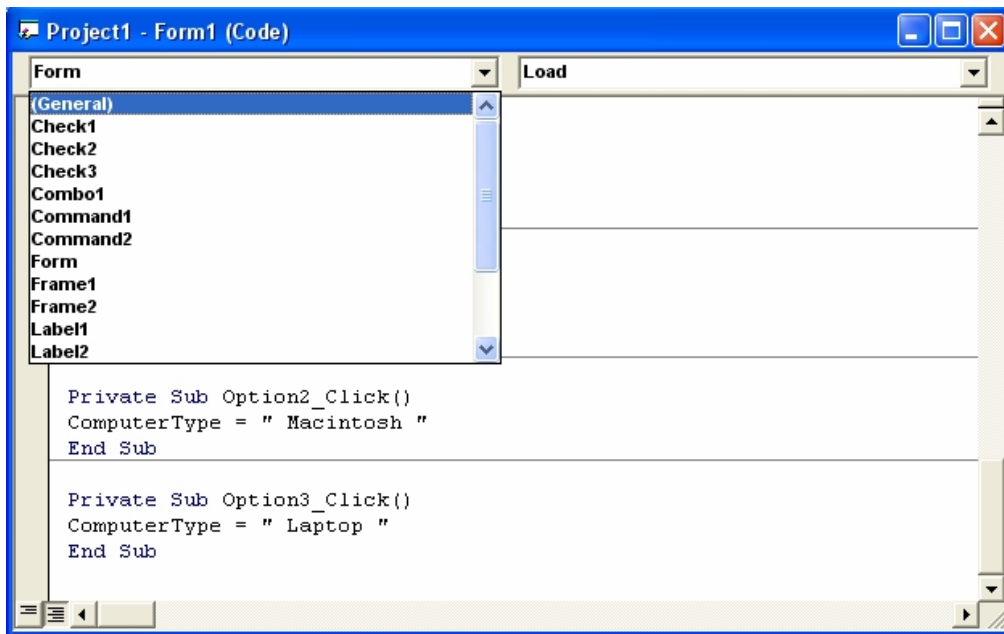 Project1 - Form1 (Code)
Form
Load
(General)
Check1
Check2
Check3
Combo1
Command1
Command2
Form
Frame1
Frame2
Label1
Label2
Private Sub Option2_Click()
ComputerType = " Macintosh "
End Sub
Private Sub Option3_Click()
ComputerType = " Laptop "
End Sub